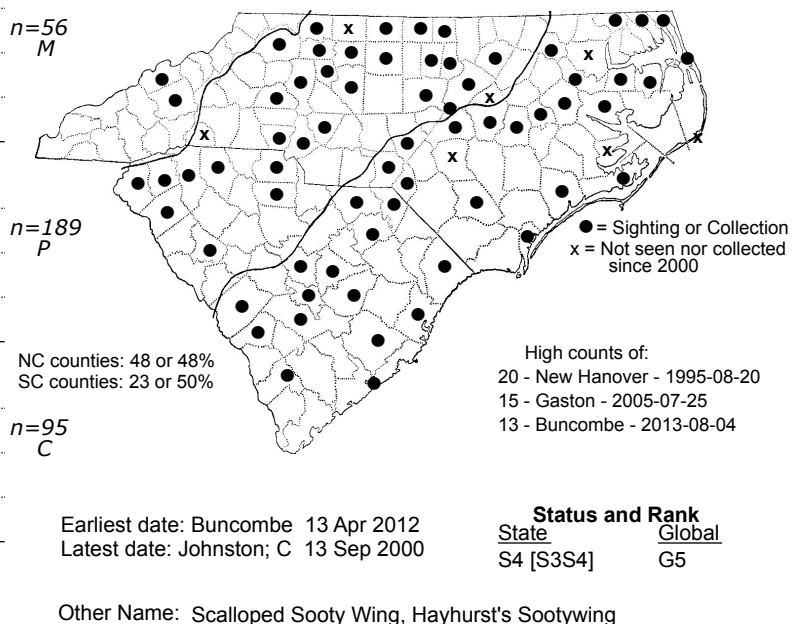 n=56
M
n=189
P
n=95
C
● = Sighting or Collection
x = Not seen nor collected
since 2000
NC counties: 48 or 48%
SC counties: 23 or 50%
High counts of:
20 - New Hanover - 1995-08-20
15 - Gaston - 2005-07-25
13 - Buncombe - 2013-08-04
Earliest date: Buncombe 13 Apr 2012
Latest date: Johnston; C 13 Sep 2000
Status and Rank
State Global
S4 [S3S4] G5
Other Name: Scalloped Sooty Wing, Hayhurst's Sootywing